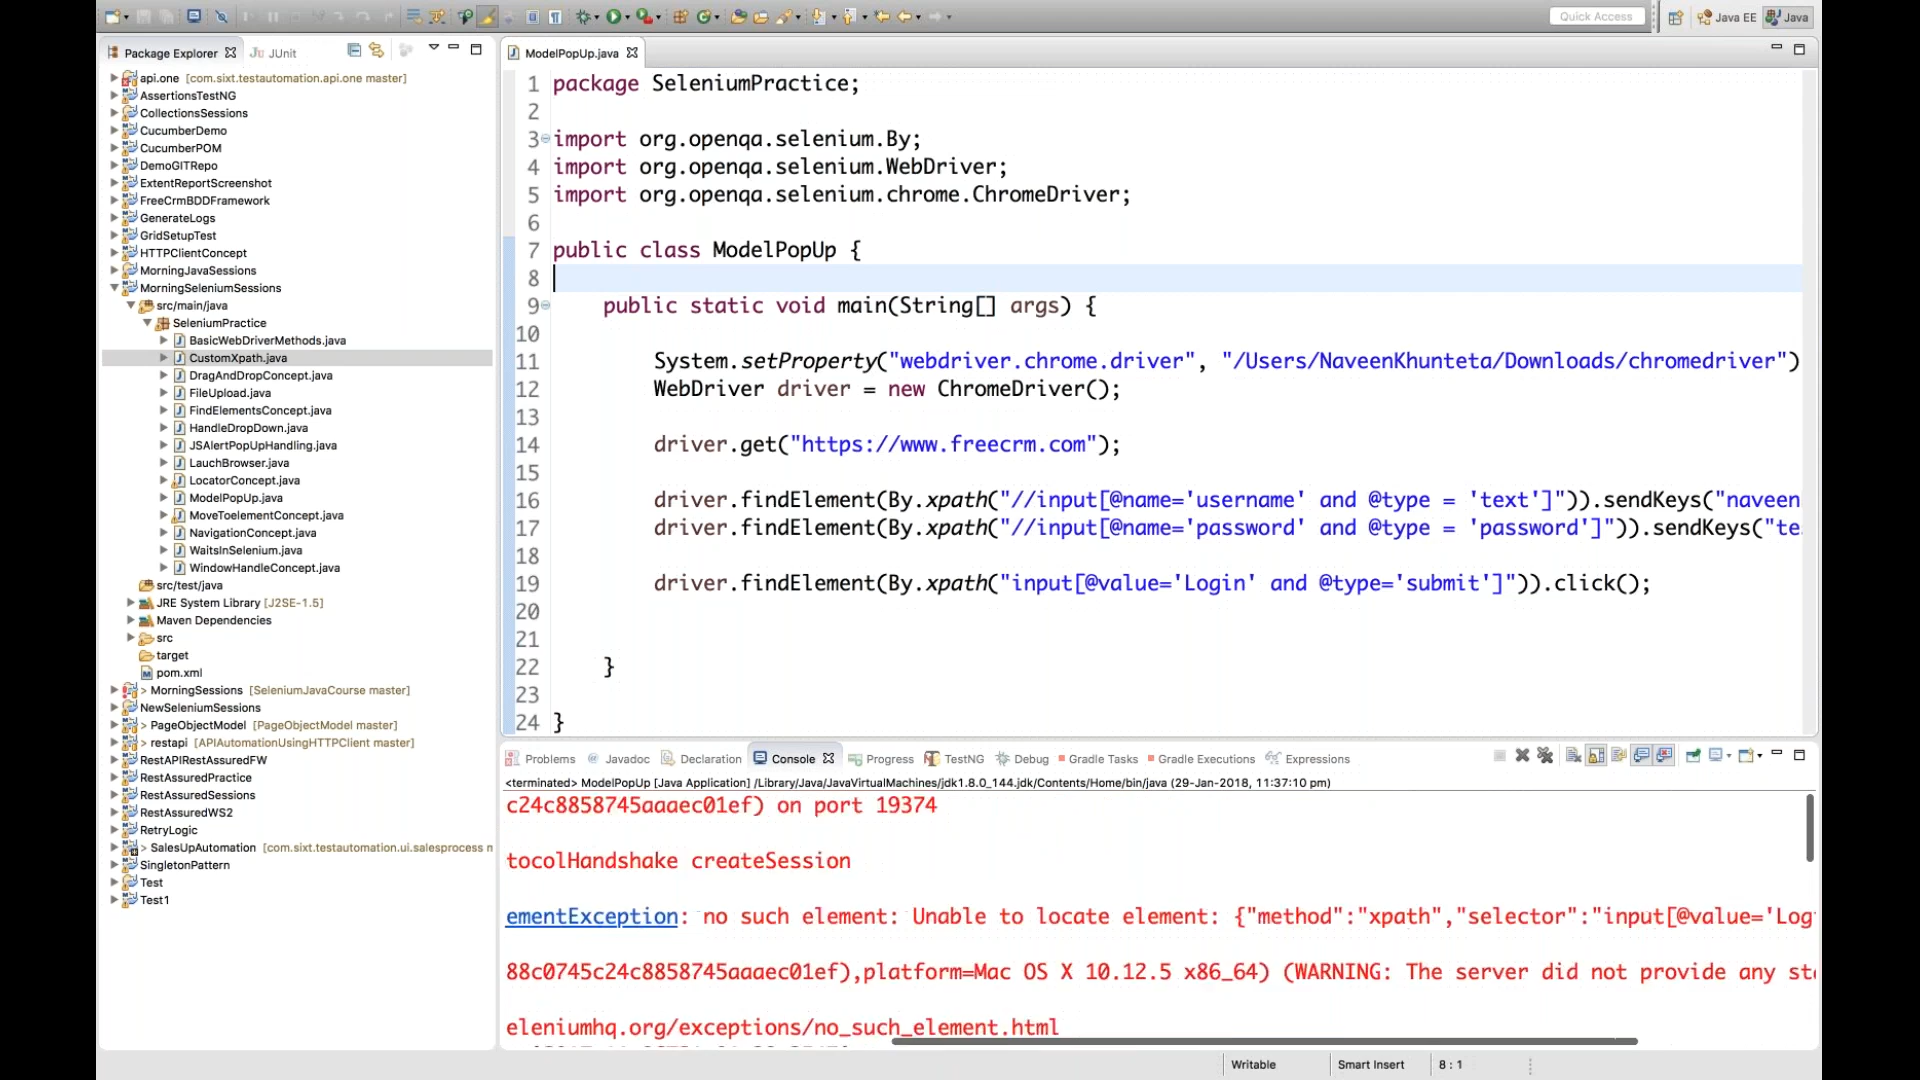 Quick Access
Java EE
Java
Package Explorer
JUnit
api.one [com.sixt.testautomation.api.one master]
AssertionsTestNG
CollectionsSessions
CucumberDemo
CucumberPOM
DemoGITRepo
ExtentReportScreenshot
FreeCrmBDDFramework
GenerateLogs
GridSetupTest
HTTPClientConcept
MorningJavaSessions
MorningSeleniumSessions
src/main/java
SeleniumPractice
BasicWebDriverMethods.java
CustomXpath.java
DragAndDropConcept.java
FileUpload.java
FindElementsConcept.java
HandleDropDown.java
JSAlertPopUpHandling.java
LauchBrowser.java
LocatorConcept.java
ModelPopUp.java
MoveToelementConcept.java
NavigationConcept.java
WaitsInSelenium.java
WindowHandleConcept.java
src/test/java
JRE System Library [J2SE-1.5]
Maven Dependencies
src
target
pom.xml
> MorningSessions [SeleniumJavaCourse master]
NewSeleniumSessions
> PageObjectModel [PageObjectModel master]
> restapi [APIAutomationUsingHTTPClient master]
RestAPIRestAssuredFW
RestAssuredPractice
RestAssuredSessions
RestAssuredWS2
RetryLogic
> SalesUpAutomation [com.sixt.testautomation.ui.salesprocess m
SingletonPattern
Test
Test1
ModelPopUp.java
1 package SeleniumPractice;
2
3 import org.openqa.selenium.By;
4 import org.openqa.selenium.WebDriver;
5 import org.openqa.selenium.chrome.ChromeDriver;
6
7 public class ModelPopUp {
8
9 public static void main(String[] args) {
10
11 System.setProperty("webdriver.chrome.driver", "/Users/NaveenKhunteta/Downloads/chromedriver")
12 WebDriver driver = new ChromeDriver();
13
14 driver.get("https://www.freecrm.com");
15
16 driver.findElement(By.xpath("//input[@name='username' and @type = 'text']")).sendKeys("naveen
17 driver.findElement(By.xpath("//input[@name='password' and @type = 'password']")).sendKeys("te
18
19 driver.findElement(By.xpath("input[@value='Login' and @type='submit']")).click();
20
21
22 }
23
24 }
Problems
Javadoc
Declaration
Console
Progress
TestNG
Debug
Gradle Tasks
Gradle Executions
Expressions
<terminated> ModelPopUp [Java Application] /Library/Java/JavaVirtualMachines/jdk1.8.0_144.jdk/Contents/Home/bin/java (29-Jan-2018, 11:37:10 pm)
c24c8858745aaaec01ef) on port 19374
tocolHandshake createSession
ementException: no such element: Unable to locate element: {"method":"xpath","selector":"input[@value='Log
88c0745c24c8858745aaaec01ef),platform=Mac OS X 10.12.5 x86_64) (WARNING: The server did not provide any st
eleniumhq.org/exceptions/no_such_element.html
Writable
Smart Insert
8 : 1